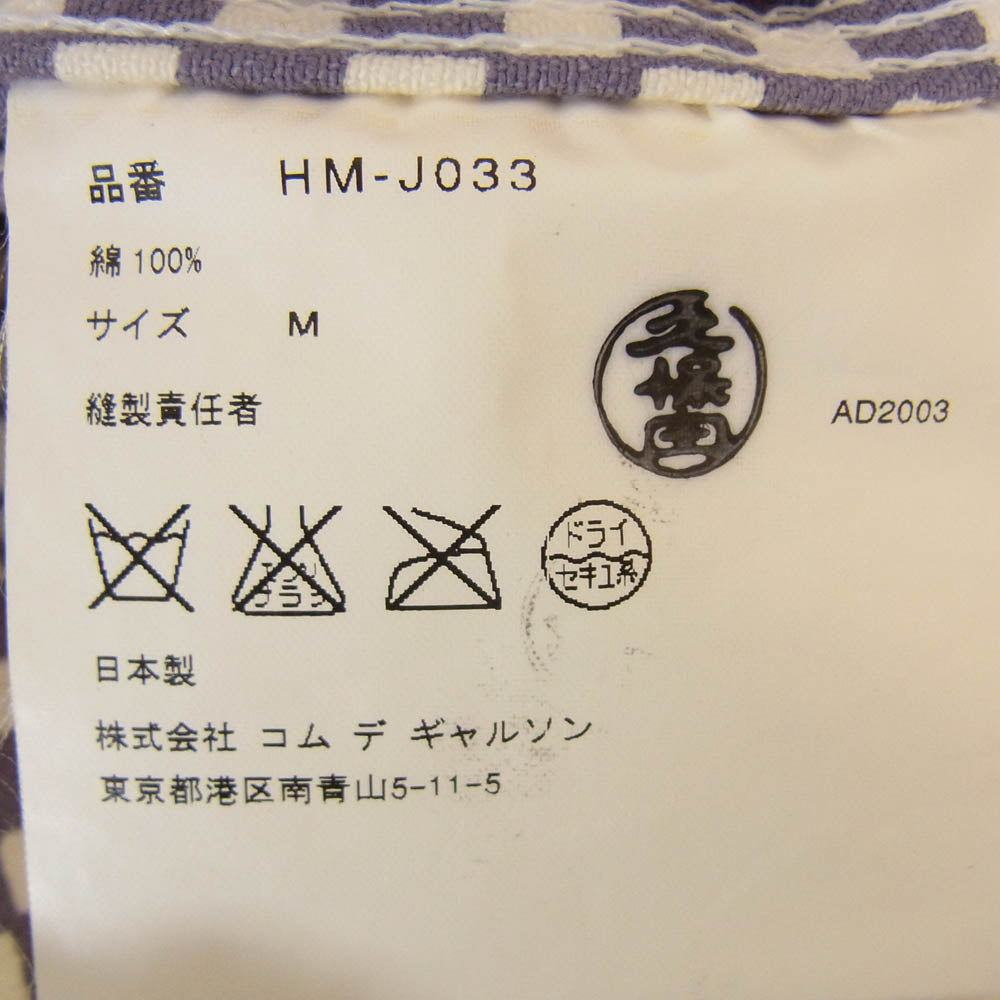 品番 HM-J033
綿 100%
サイズ M
縫製責任者
AD2003
ドライ
セキユ系
日本製
株式会社 コム デ ギャルソン
東京都港区南青山5-11-5